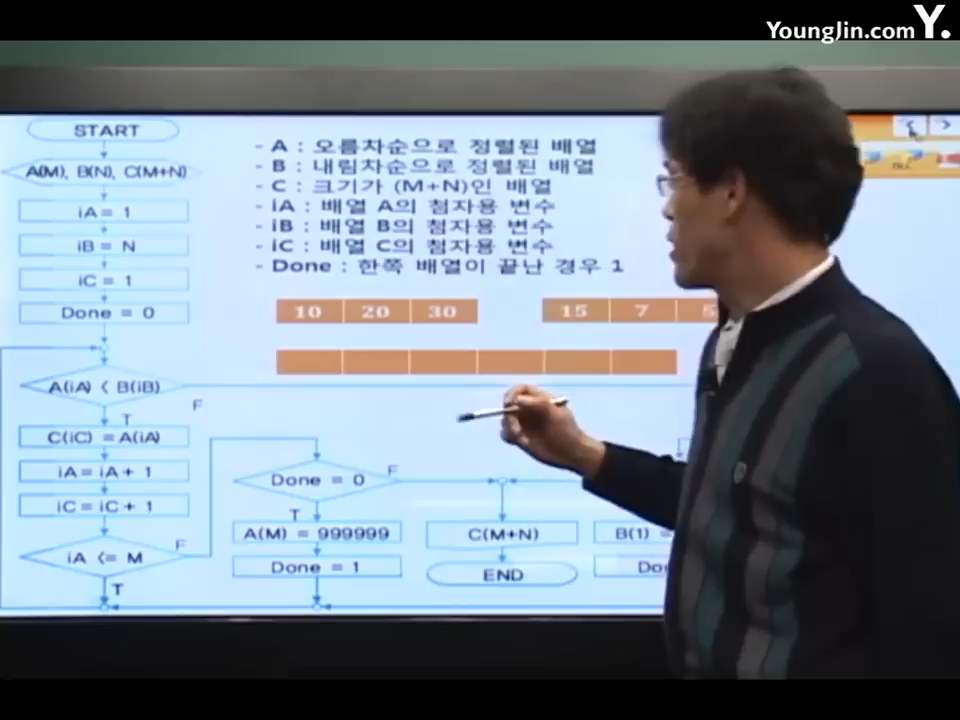 YoungJin.com Y.
START
A(M), B(N), C(M+N)
iA = 1
iB = N
iC = 1
Done = 0
A(iA) < B(iB)
F
T
C(iC) = A(iA)
iA = iA + 1
iC = iC + 1
iA <= M
F
T
- A : 오름차순으로 정렬된 배열
- B : 내림차순으로 정렬된 배열
- C : 크기가 (M+N)인 배열
- iA : 배열 A의 첨자용 변수
- iB : 배열 B의 첨자용 변수
- iC : 배열 C의 첨자용 변수
- Done : 한쪽 배열이 끝난 경우 1
10 20 30
15 7 5
Done = 0
F
T
A(M) = 999999
Done = 1
C(M+N)
END
B(1) =